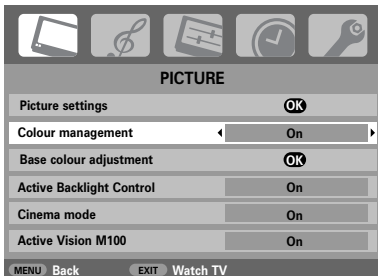 PICTURE
Picture settings OK
Colour management On
Base colour adjustment OK
Active Backlight Control On
Cinema mode On
Active Vision M100 On
MENU Back EXIT Watch TV